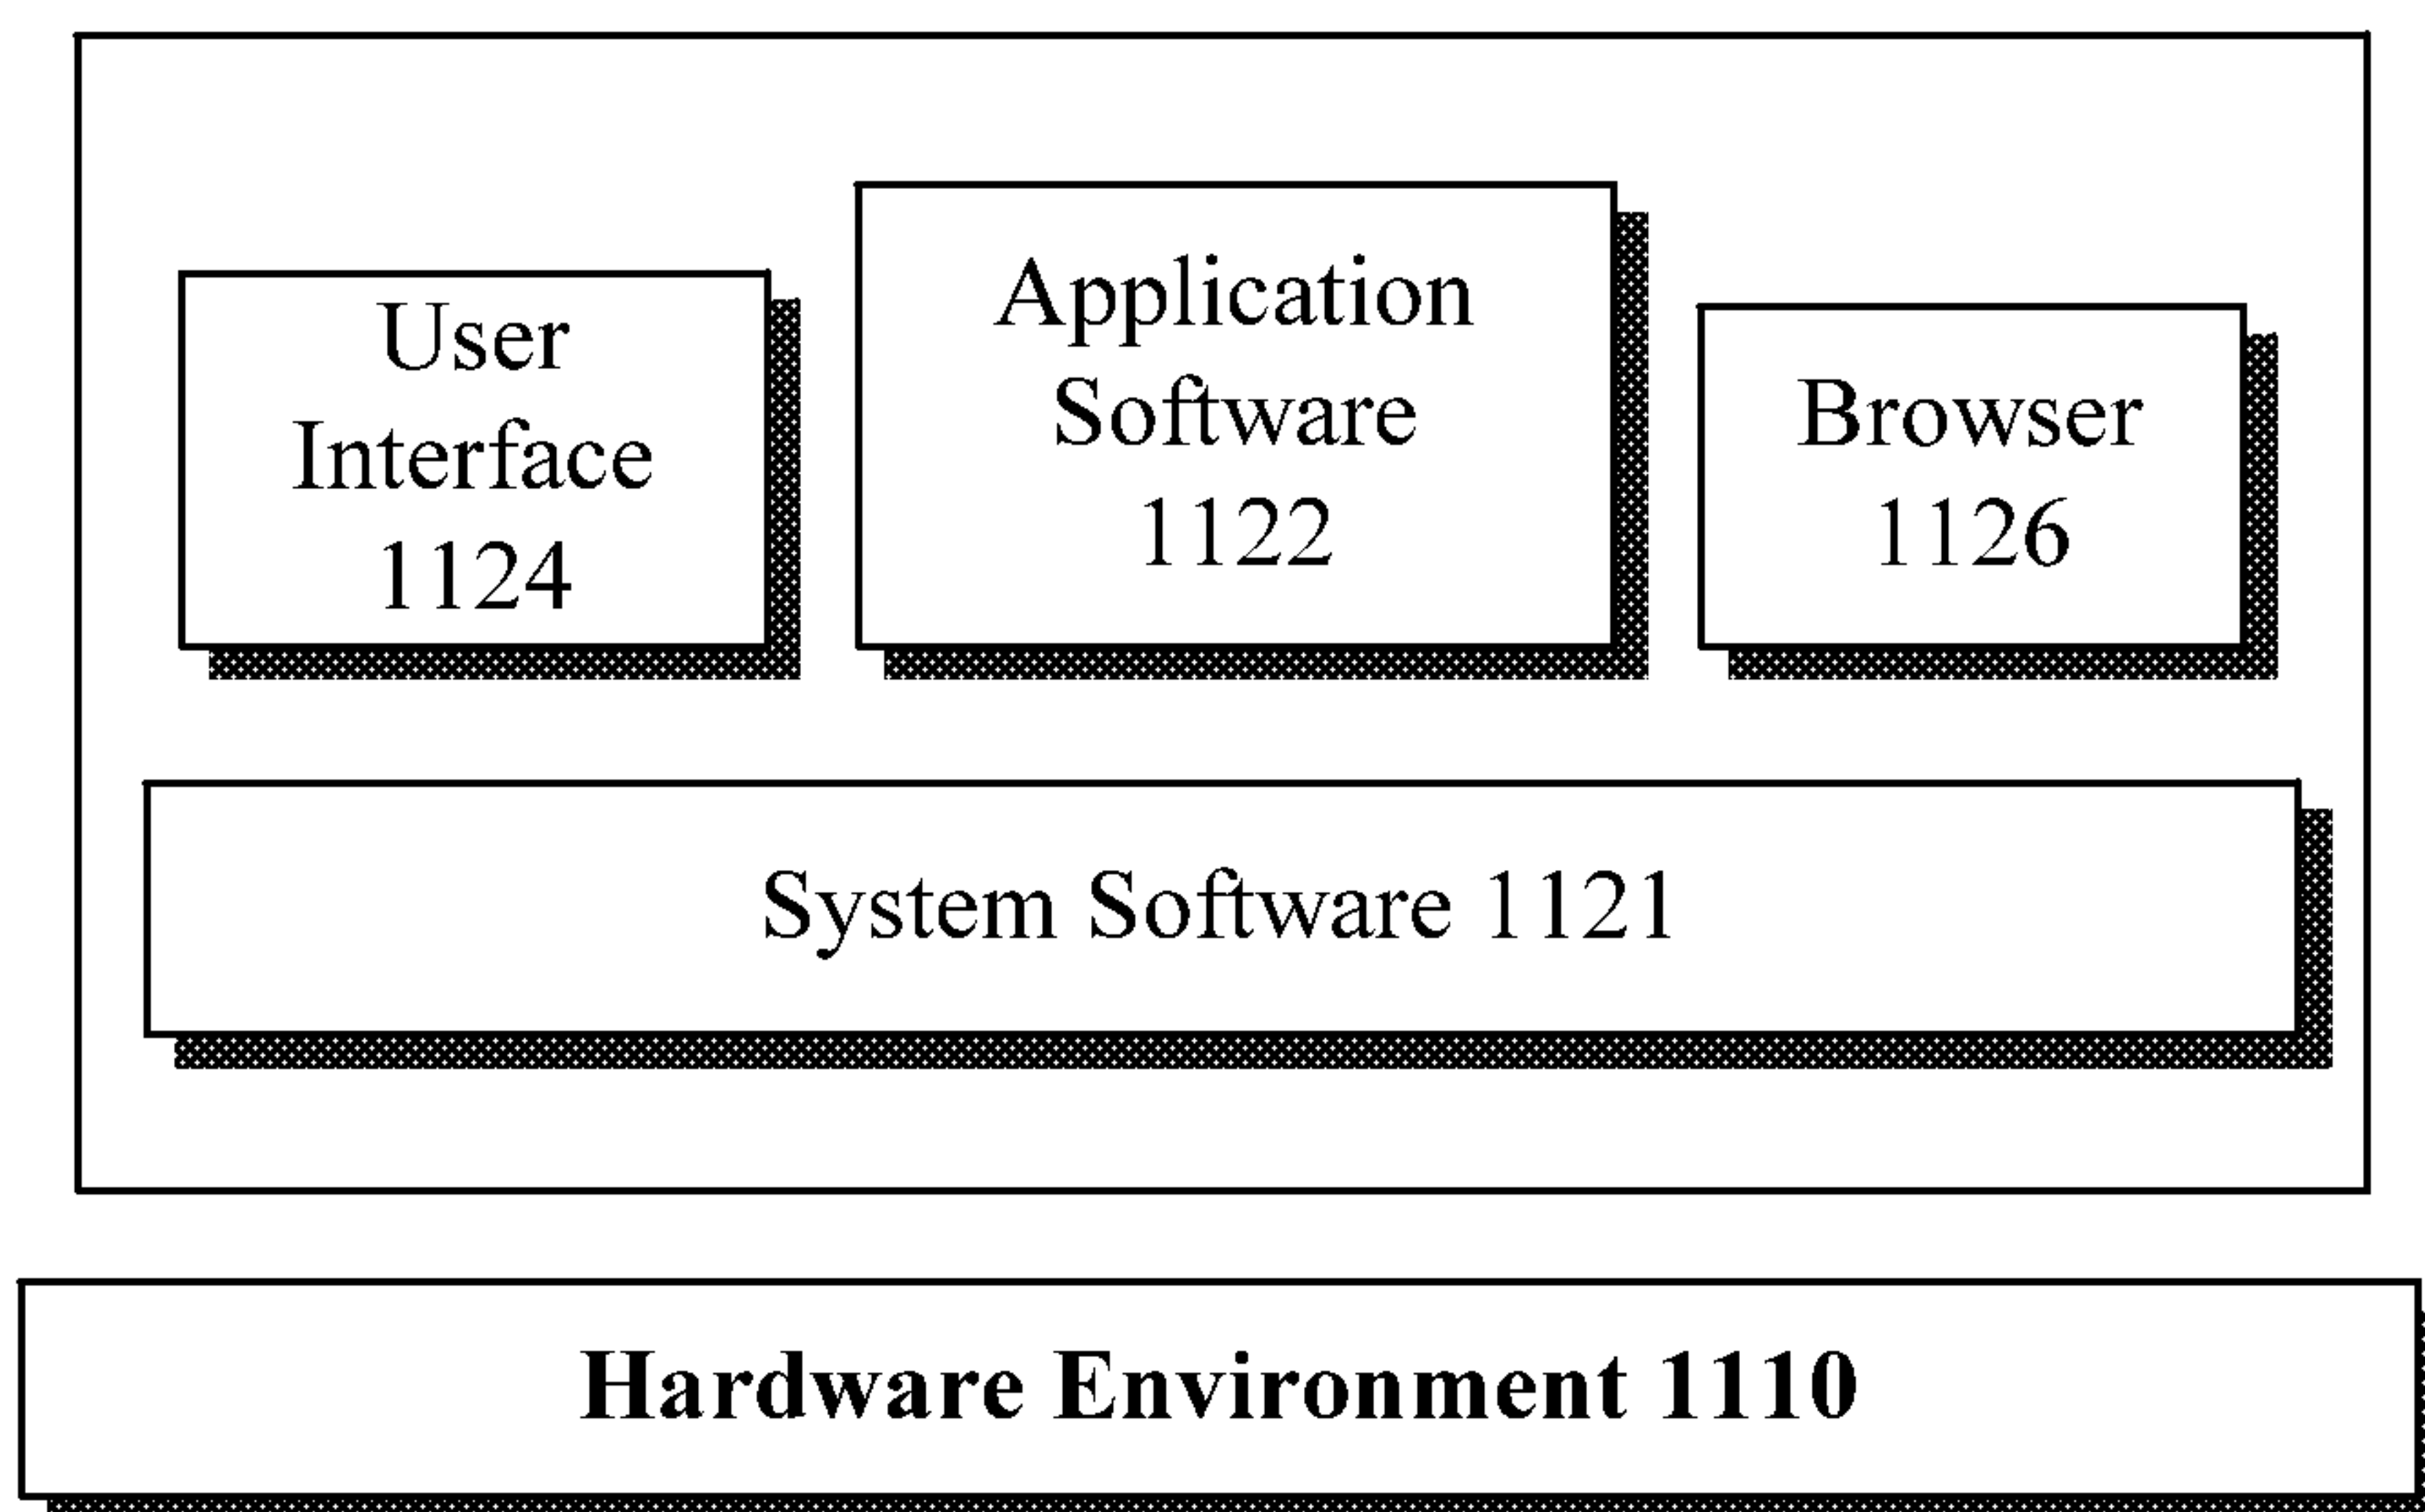 User
Interface
1124
Application
Software
1122
Browser
1126
System Software 1121
Hardware Environment 1110